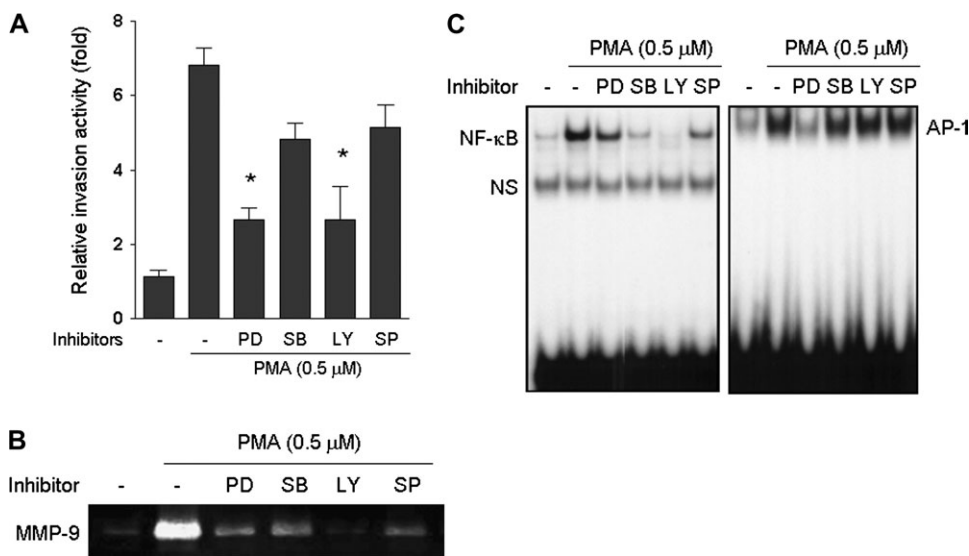 A
Relative invasion activity (fold)
8
6
4
2
0
*
*
Inhibitors - - PD SB LY SP
PMA (0.5 μM)
B
PMA (0.5 μM)
Inhibitor - - PD SB LY SP
MMP-9
C
PMA (0.5 μM)
PMA (0.5 μM)
Inhibitor - - PD SB LY SP - - PD SB LY SP
NF-κB
AP-1
NS